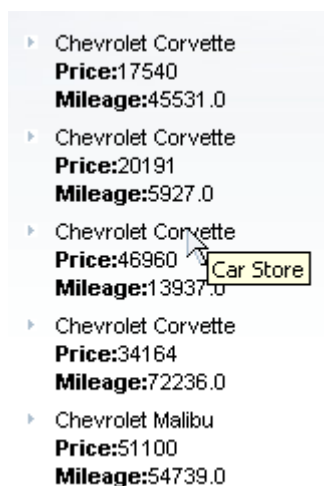 Chevrolet Corvette
Price:17540
Mileage:45531.0
Chevrolet Corvette
Price:20191
Mileage:5927.0
Chevrolet Corvette
Price:46960
Car Store
Mileage:13937.0
Chevrolet Corvette
Price:34164
Mileage:72236.0
Chevrolet Malibu
Price:51100
Mileage:54739.0